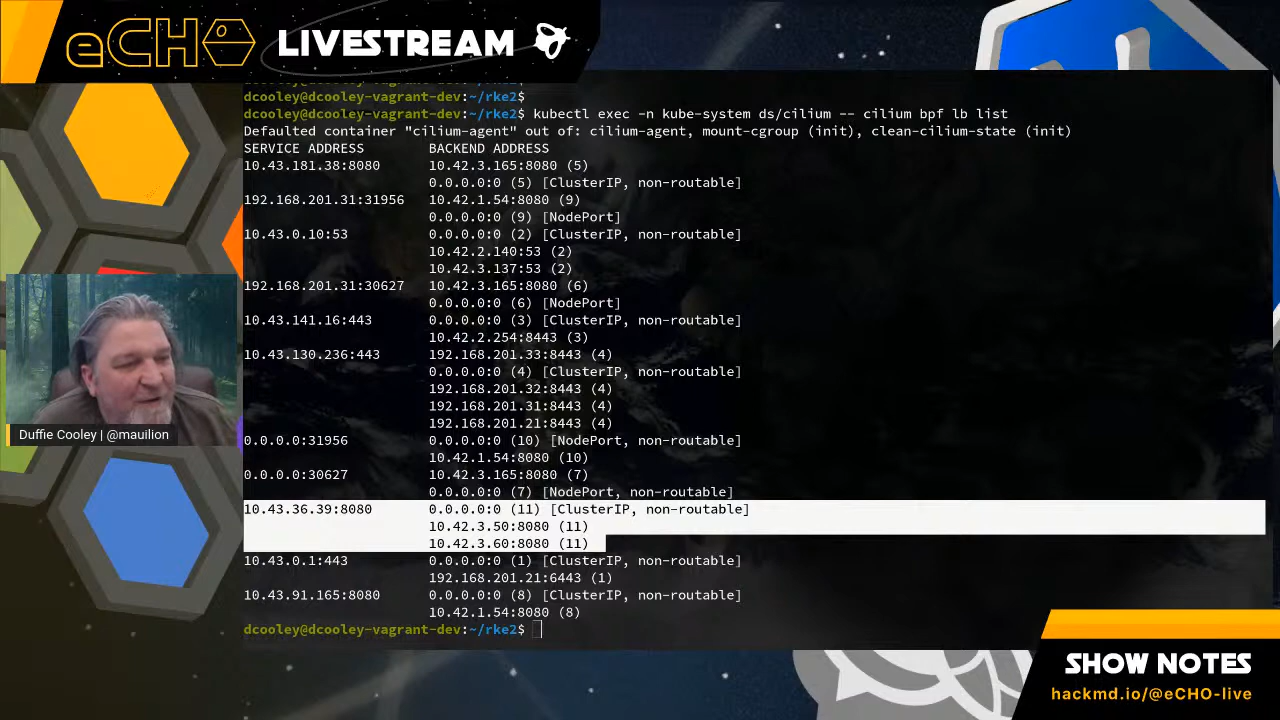 eCHO LIVESTREAM
dcooley@dcooley-vagrant-dev:~/rke2$
dcooley@dcooley-vagrant-dev:~/rke2$ kubectl exec -n kube-system ds/cilium -- cilium bpf lb list
Defaulted container "cilium-agent" out of: cilium-agent, mount-cgroup (init), clean-cilium-state (init)
SERVICE ADDRESS BACKEND ADDRESS
10.43.181.38:8080 10.42.3.165:8080 (5)
0.0.0.0:0 (5) [ClusterIP, non-routable]
192.168.201.31:31956 10.42.1.54:8080 (9)
0.0.0.0:0 (9) [NodePort]
10.43.0.10:53 0.0.0.0:0 (2) [ClusterIP, non-routable]
10.42.2.140:53 (2)
10.42.3.137:53 (2)
192.168.201.31:30627 10.42.3.165:8080 (6)
0.0.0.0:0 (6) [NodePort]
10.43.141.16:443 0.0.0.0:0 (3) [ClusterIP, non-routable]
10.42.2.254:8443 (3)
10.43.130.236:443 192.168.201.33:8443 (4)
0.0.0.0:0 (4) [ClusterIP, non-routable]
192.168.201.32:8443 (4)
192.168.201.31:8443 (4)
192.168.201.21:8443 (4)
0.0.0.0:31956 0.0.0.0:0 (10) [NodePort, non-routable]
10.42.1.54:8080 (10)
0.0.0.0:30627 10.42.3.165:8080 (7)
0.0.0.0:0 (7) [NodePort, non-routable]
10.43.36.39:8080 0.0.0.0:0 (11) [ClusterIP, non-routable]
10.42.3.50:8080 (11)
10.42.3.60:8080 (11)
10.43.0.1:443 0.0.0.0:0 (1) [ClusterIP, non-routable]
192.168.201.21:6443 (1)
10.43.91.165:8080 0.0.0.0:0 (8) [ClusterIP, non-routable]
10.42.1.54:8080 (8)
dcooley@dcooley-vagrant-dev:~/rke2$
Duffie Cooley | @mauilion
SHOW NOTES
hackmd.io/@eCHO-live